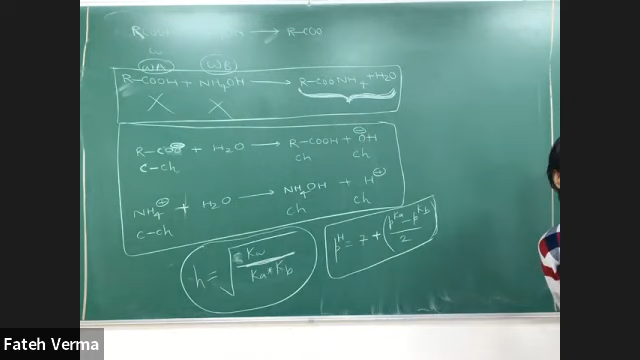 R-COOH → R-COO
WA WB
R-COOH + NH4OH → R-COONH4 + H2O
X X
R-COO⊖ + H2O → R-COOH + ⊖OH
C-Ch Ch Ch
NH4⊕ + H2O → NH4OH + H⊕
C-Ch Ch Ch
h = √Kw/Ka*Kb
pH = 7 + (pKa - pKb/2)
Fateh Verma